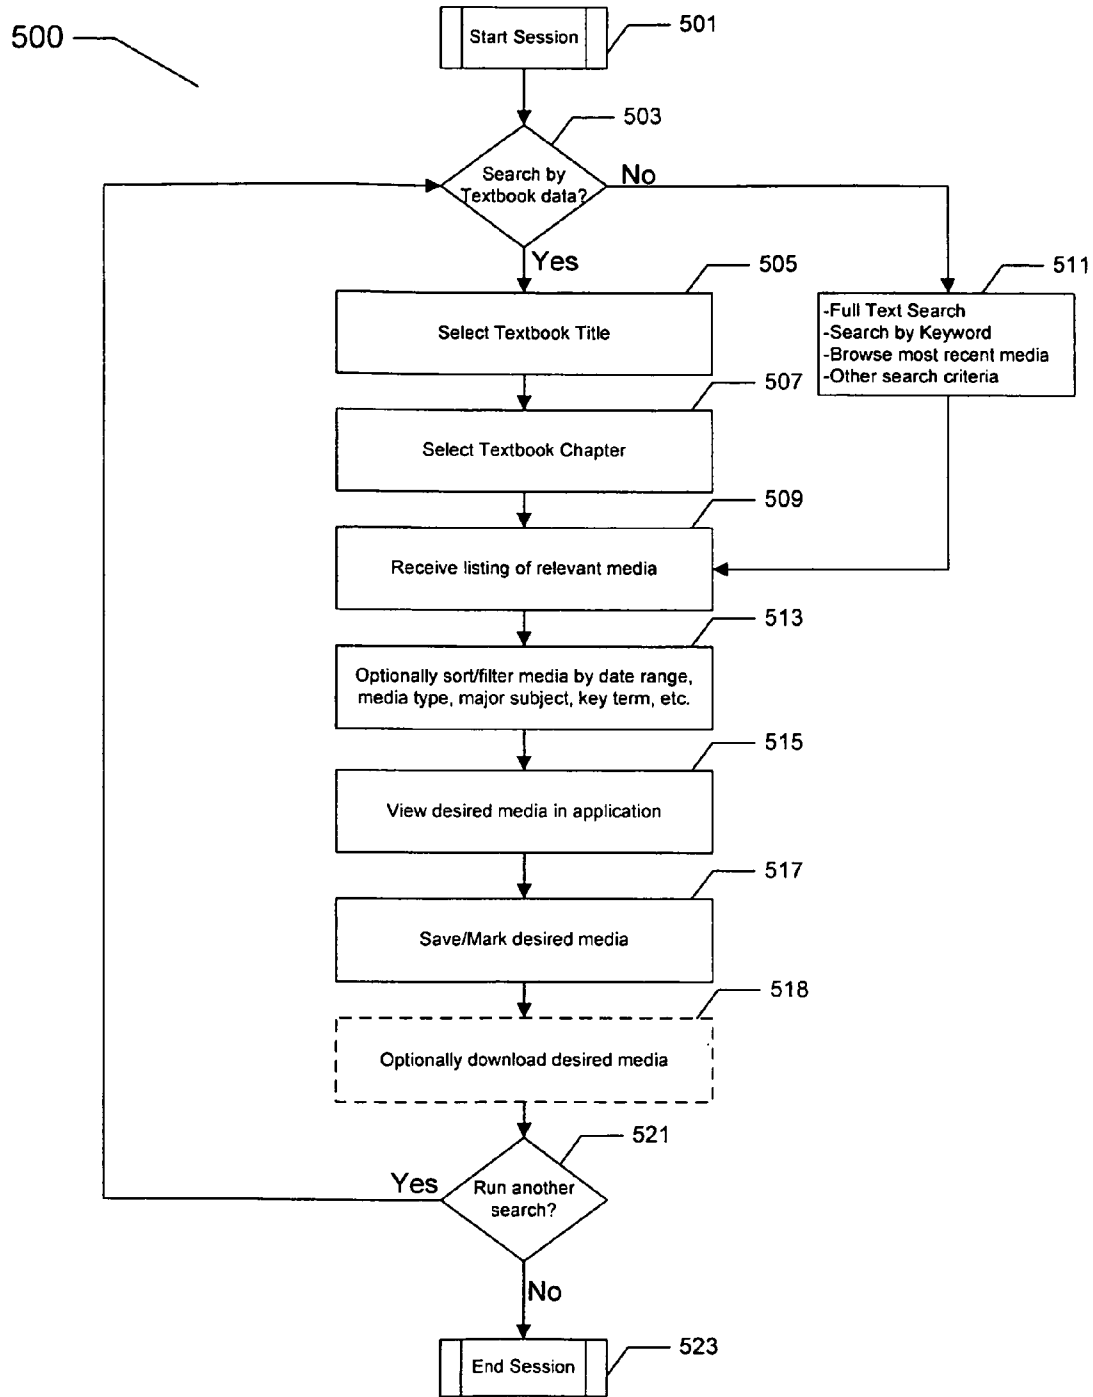 500
Start Session
501
503
Search by
Textbook data?
No
Yes
505
Select Textbook Title
511
-Full Text Search
-Search by Keyword
-Browse most recent media
-Other search criteria
507
Select Textbook Chapter
509
Receive listing of relevant media
513
Optionally sort/filter media by date range,
media type, major subject, key term, etc.
515
View desired media in application
517
Save/Mark desired media
518
Optionally download desired media
521
Yes
Run another
search?
No
End Session
523